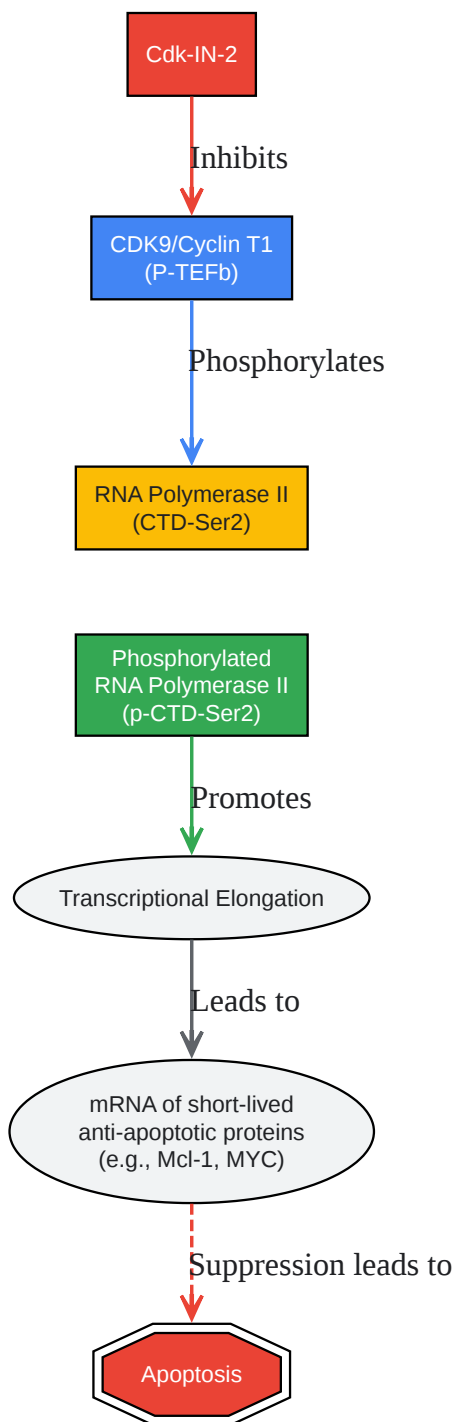 Cdk-IN-2
Inhibits
CDK9/Cyclin T1
(P-TEFb)
Phosphorylates
RNA Polymerase II
(CTD-Ser2)
Phosphorylated
RNA Polymerase II
(p-CTD-Ser2)
Promotes
Transcriptional Elongation
Leads to
mRNA of short-lived
anti-apoptotic proteins
(e.g., Mcl-1, MYC)
Suppression leads to
Apoptosis